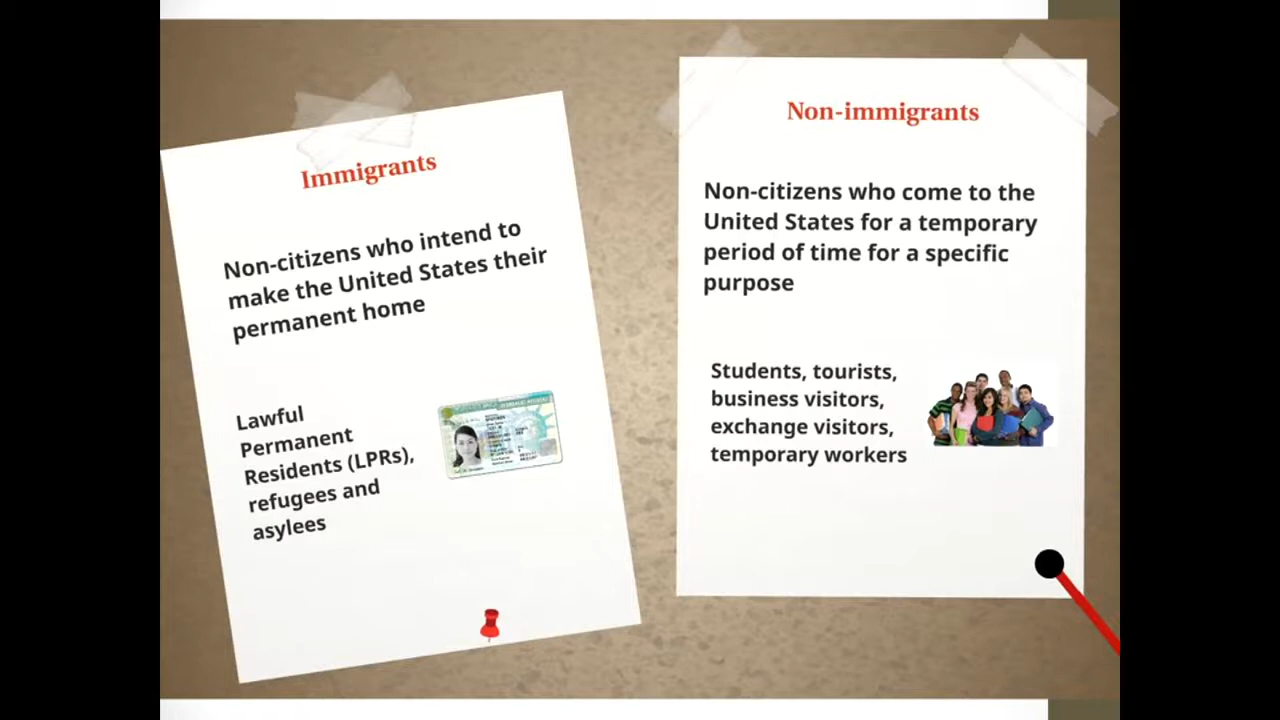 Immigrants
Non-citizens who intend to
make the United States their
permanent home
Lawful
Permanent
Residents (LPRs),
refugees and
asylees
Non-immigrants
Non-citizens who come to the
United States for a temporary
period of time for a specific
purpose
Students, tourists,
business visitors,
exchange visitors,
temporary workers